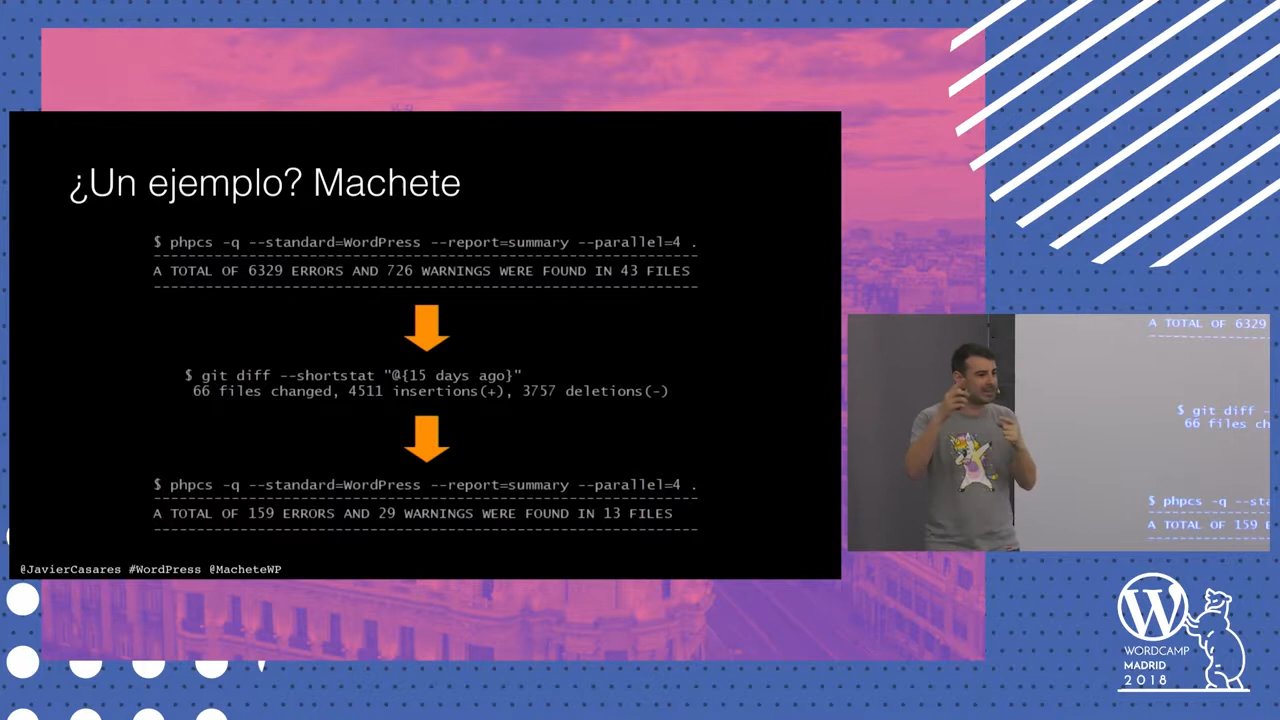 ¿Un ejemplo? Machete
$ phpcs -q --standard=WordPress --report=summary --parallel=4 .
--------------------------------------------------------------------
A TOTAL OF 6329 ERRORS AND 726 WARNINGS WERE FOUND IN 43 FILES
--------------------------------------------------------------------
$ git diff --shortstat "@{15 days ago}"
66 files changed, 4511 insertions(+), 3757 deletions(-)
$ phpcs -q --standard=WordPress --report=summary --parallel=4 .
--------------------------------------------------------------------
A TOTAL OF 159 ERRORS AND 29 WARNINGS WERE FOUND IN 13 FILES
--------------------------------------------------------------------
@JavierCasares #WordPress @MacheteWP
A TOTAL OF 6329
$ git diff -
66 files ch
$ phpcs -q --sta
A TOTAL OF 159 E
WORDCAMP
MADRID
2018